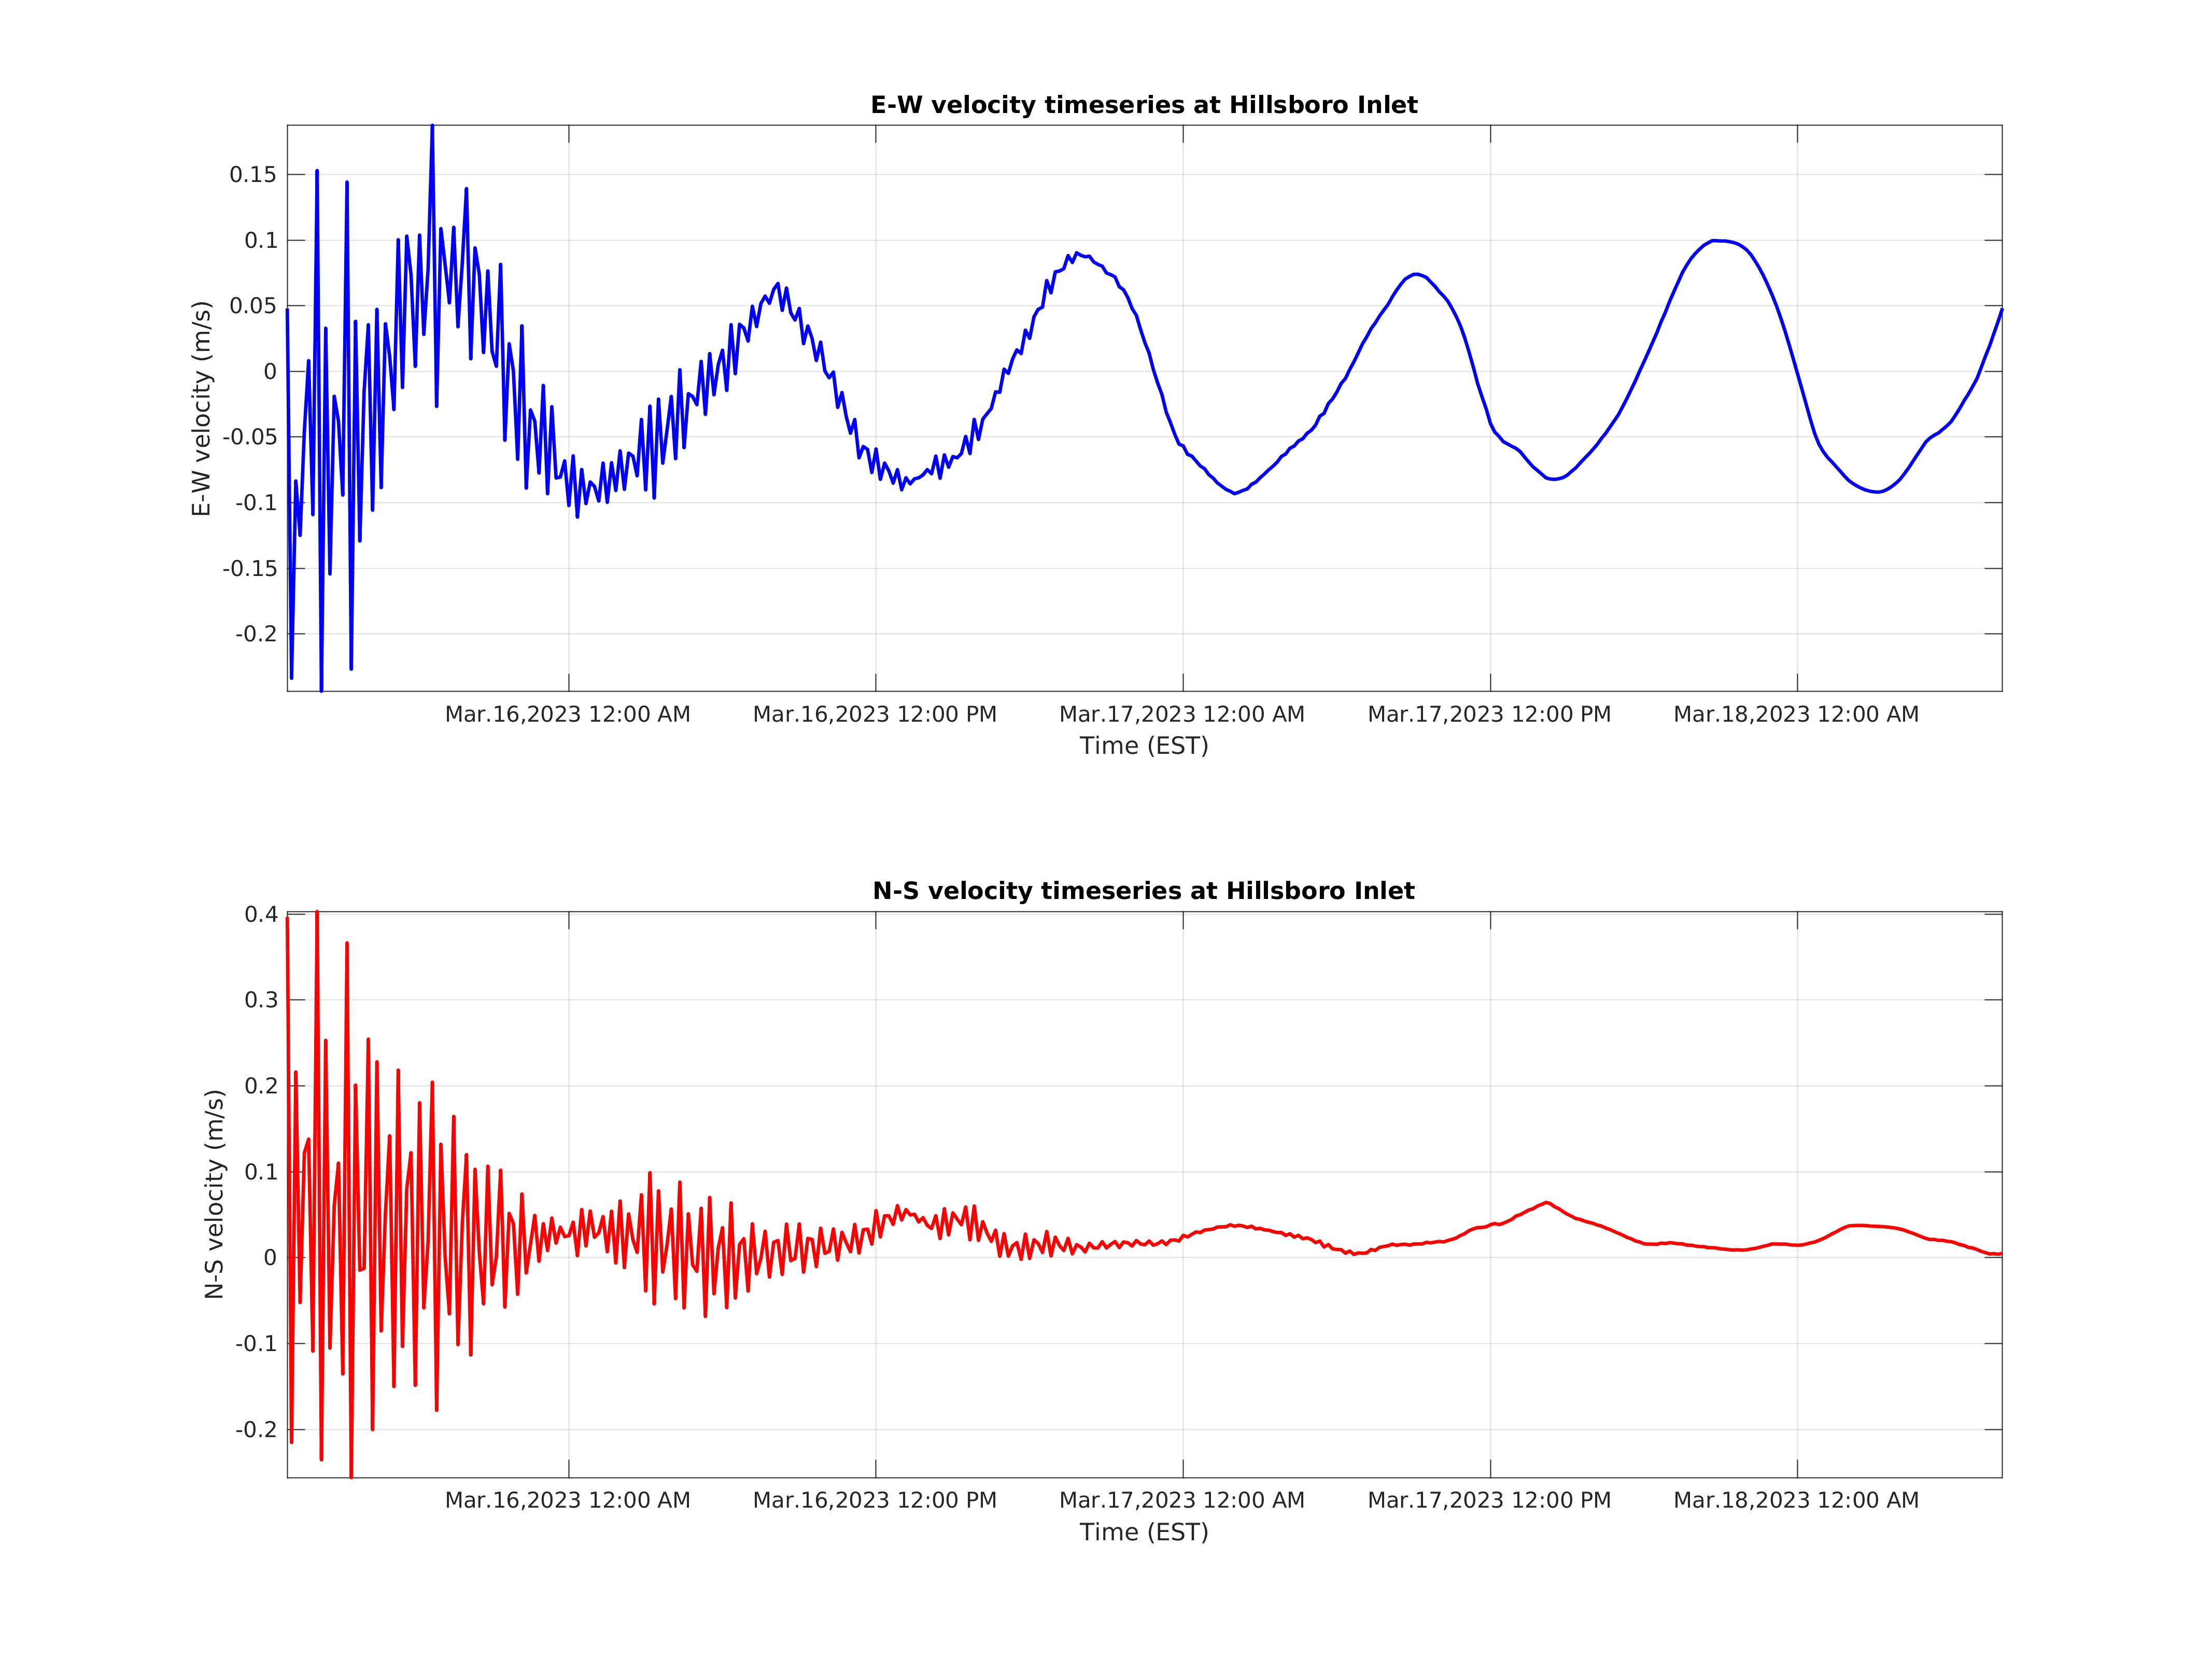 E-W velocity timeseries at Hillsboro Inlet
E-W velocity (m/s)
0.15
0.1
0.05
0
-0.05
-0.1
-0.15
-0.2
Mar.16,2023 12:00 AM Mar.16,2023 12:00 PM Mar.17,2023 12:00 AM Mar.17,2023 12:00 PM Mar.18,2023 12:00 AM
Time (EST)
N-S velocity timeseries at Hillsboro Inlet
N-S velocity (m/s)
0.4
0.3
0.2
0.1
0
-0.1
-0.2
Mar.16,2023 12:00 AM Mar.16,2023 12:00 PM Mar.17,2023 12:00 AM Mar.17,2023 12:00 PM Mar.18,2023 12:00 AM
Time (EST)